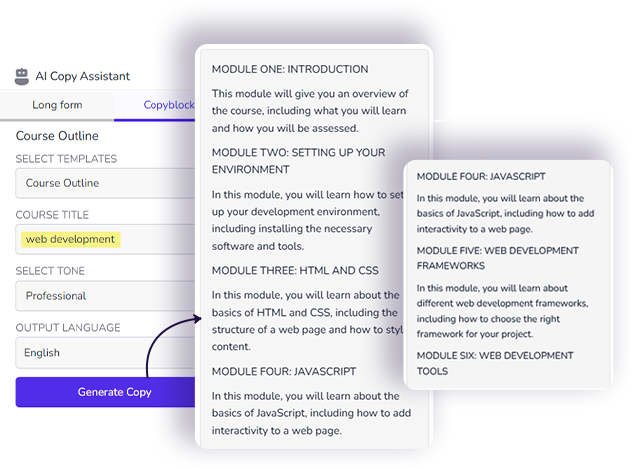 AI Copy Assistant
Long form
Copyblock
Course Outline
SELECT TEMPLATES
Course Outline
COURSE TITLE
web development
SELECT TONE
Professional
OUTPUT LANGUAGE
English
Generate Copy
MODULE ONE: INTRODUCTION
This module will give you an overview of
the course, including what you will learn
and how you will be assessed.
MODULE TWO: SETTING UP YOUR
ENVIRONMENT
In this module, you will learn how to set
up your development environment,
including installing the necessary
software and tools.
MODULE THREE: HTML AND CSS
In this module, you will learn about the
basics of HTML and CSS, including the
structure of a web page and how to styl
content.
MODULE FOUR: JAVASCRIPT
In this module, you will learn about the
basics of JavaScript, including how to add
interactivity to a web page.
MODULE FOUR: JAVASCRIPT
In this module, you will learn about the
basics of JavaScript, including how to add
interactivity to a web page.
MODULE FIVE: WEB DEVELOPMENT
FRAMEWORKS
In this module, you will learn about
different web development frameworks,
including how to choose the right
framework for your project.
MODULE SIX: WEB DEVELOPMENT
TOOLS